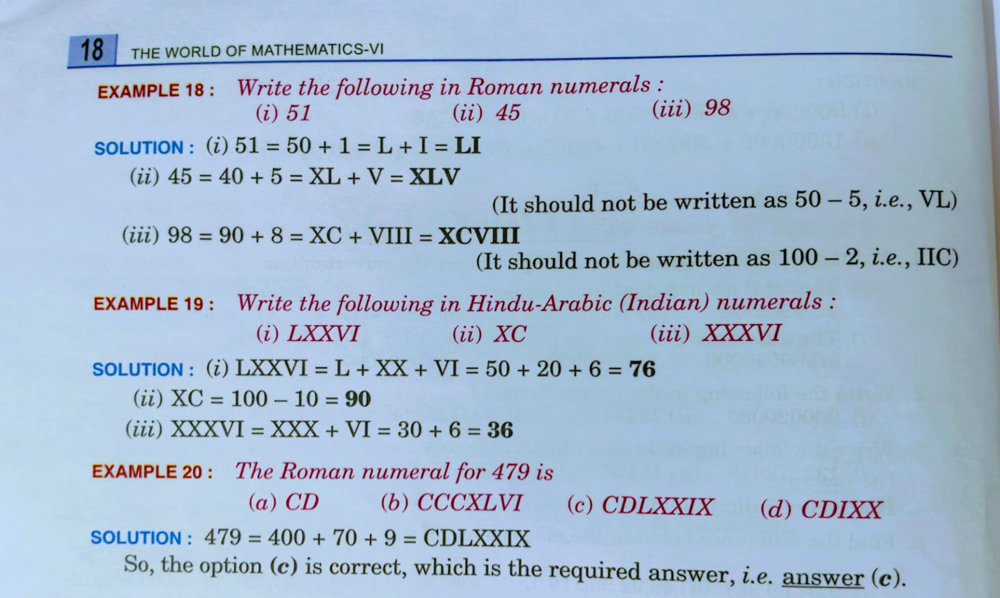 18 THE WORLD OF MATHEMATICS-VI
EXAMPLE 18 : Write the following in Roman numerals :
(i) 51 (ii) 45 (iii) 98
SOLUTION : (i) 51 = 50 + 1 = L + I = LI
(ii) 45 = 40 + 5 = XL + V = XLV
(It should not be written as 50 – 5, i.e., VL)
(iii) 98 = 90 + 8 = XC + VIII = XCVIII
(It should not be written as 100 – 2, i.e., IIC)
EXAMPLE 19 : Write the following in Hindu-Arabic (Indian) numerals :
(i) LXXVI (ii) XC (iii) XXXVI
SOLUTION : (i) LXXVI = L + XX + VI = 50 + 20 + 6 = 76
(ii) XC = 100 – 10 = 90
(iii) XXXVI = XXX + VI = 30 + 6 = 36
EXAMPLE 20 : The Roman numeral for 479 is
(a) CD (b) CCCXLVI (c) CDLXXIX (d) CDIXX
SOLUTION : 479 = 400 + 70 + 9 = CDLXXIX
So, the option (c) is correct, which is the required answer, i.e. answer (c).